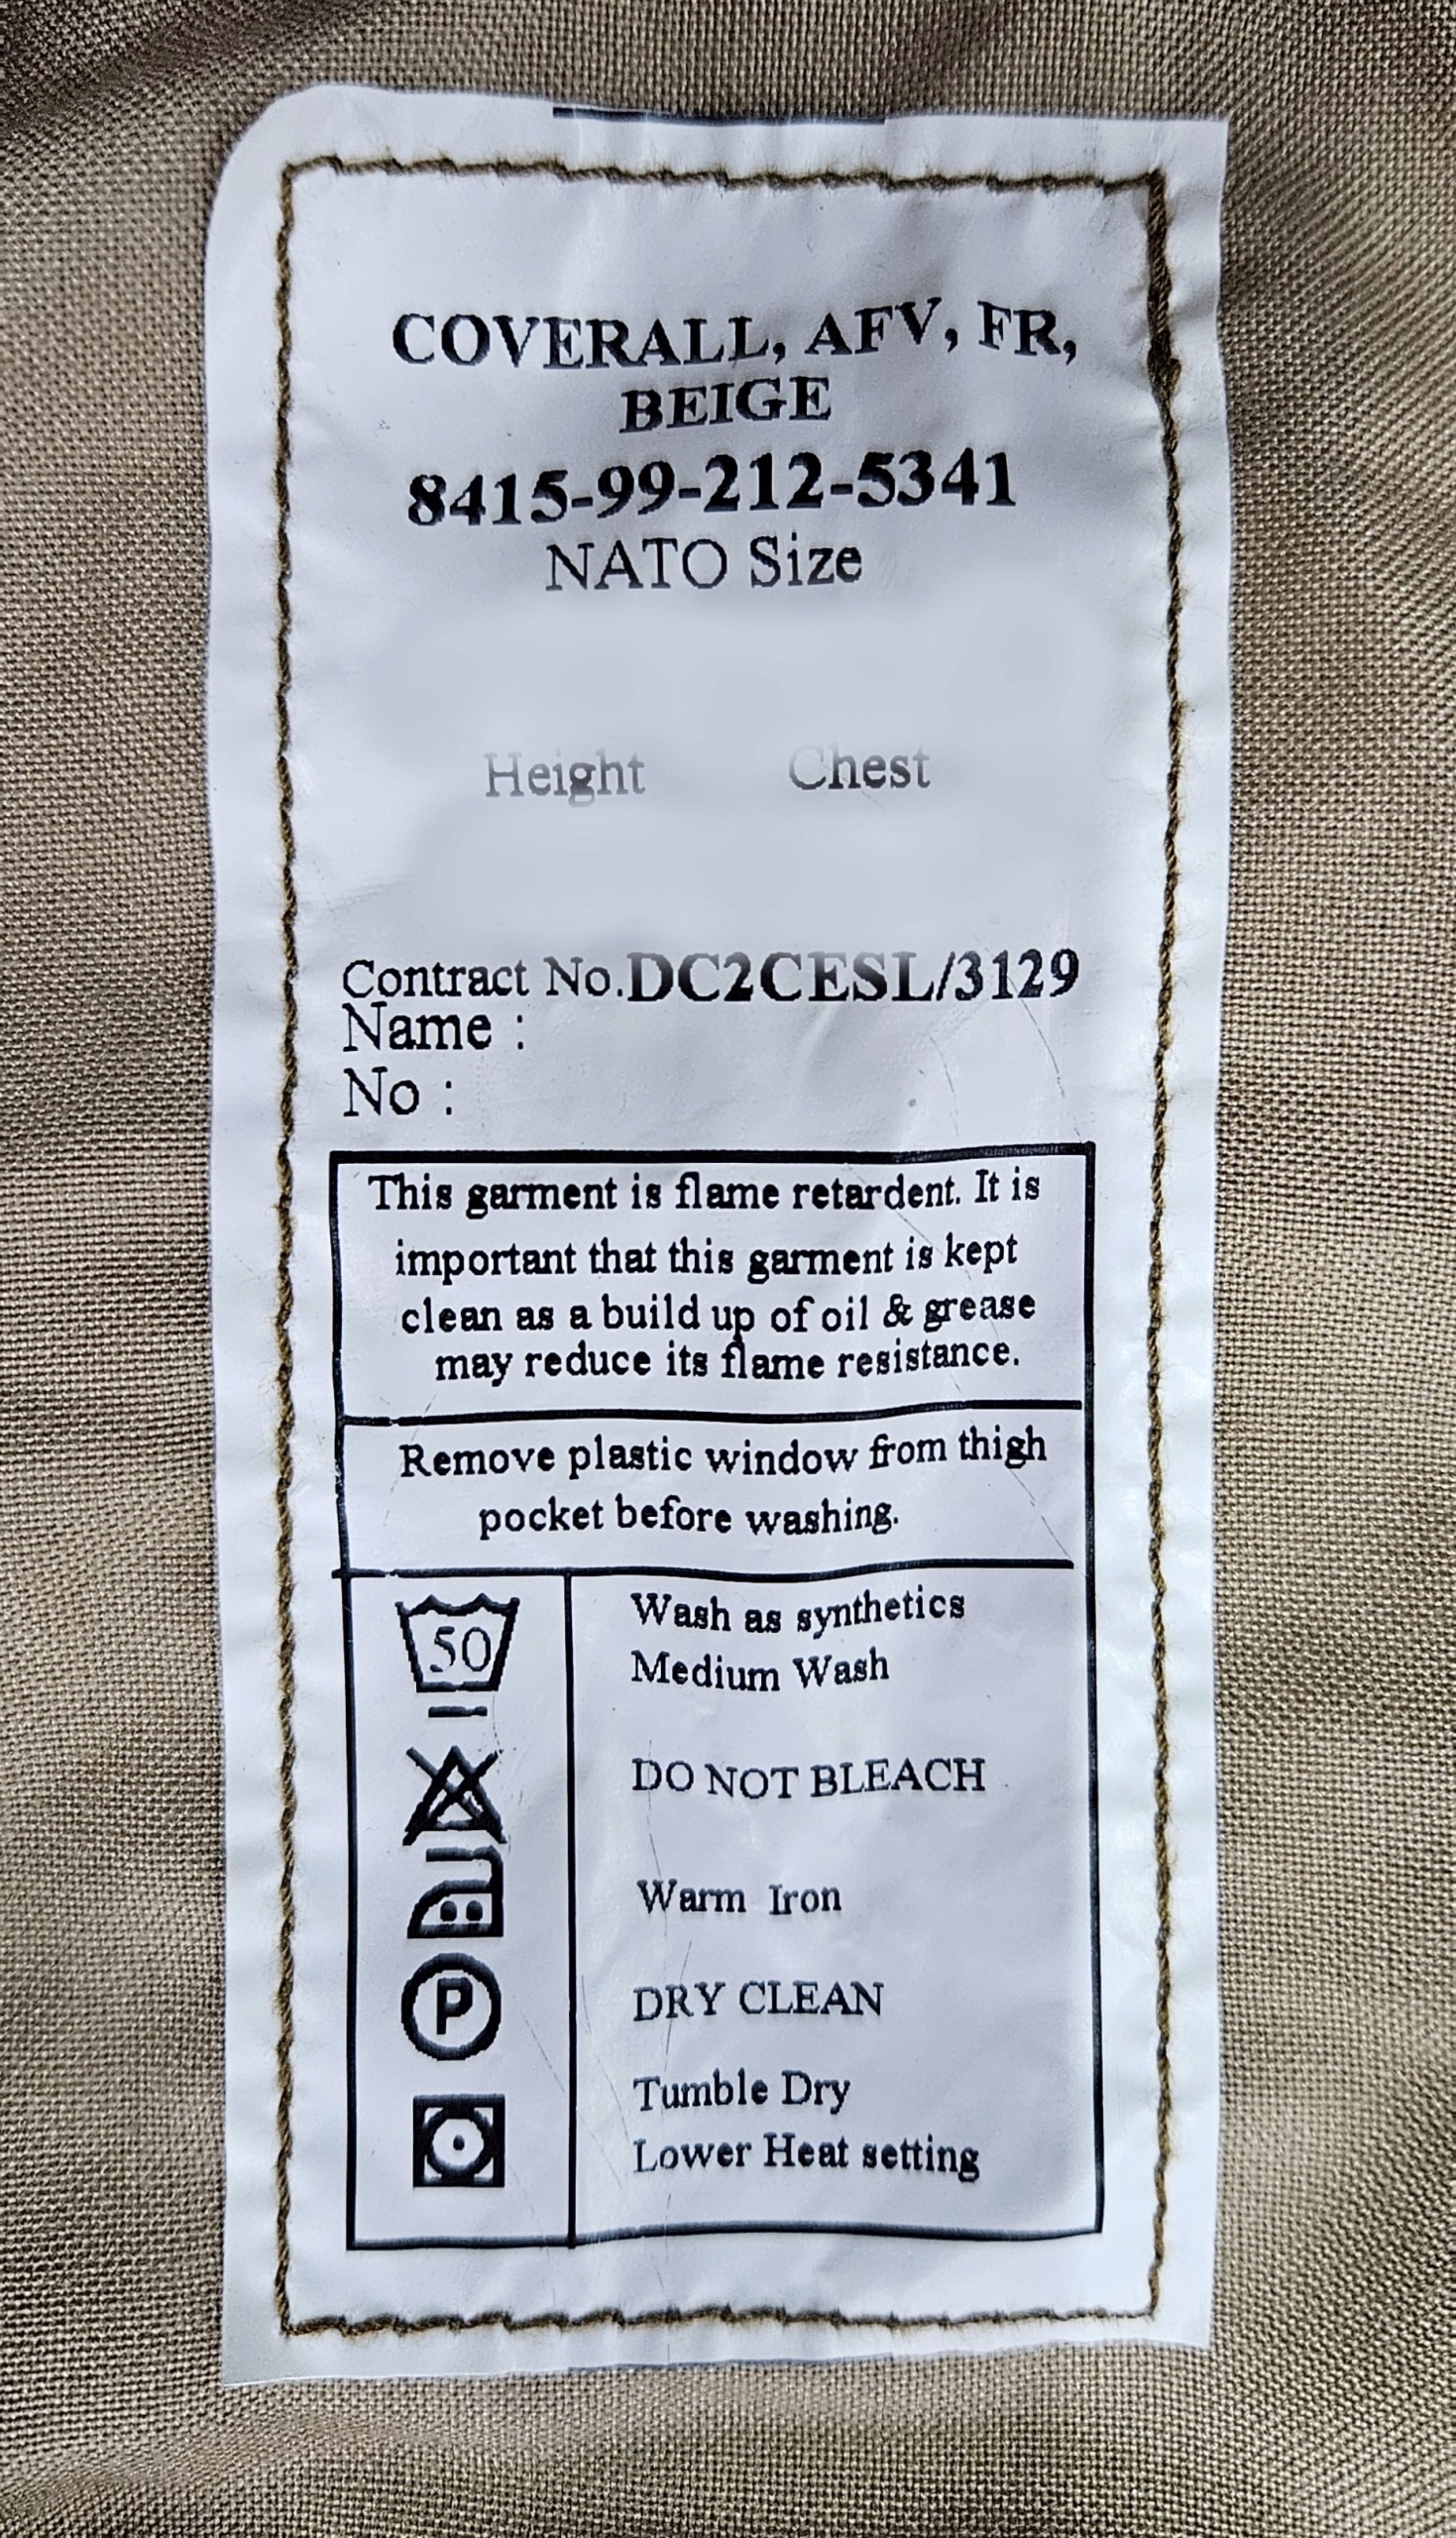 COVERALL, AFV, FR,
BEIGE
8415-99-212-5341
NATO Size
Height Chest
Contract No.DC2CESL/3129
Name :
No :
This garment is flame retardent. It is
important that this garment is kept
clean as a build up of oil & grease
may reduce its flame resistance.
Remove plastic window from thigh
pocket before washing.
50
Wash as synthetics
Medium Wash
DO NOT BLEACH
Warm Iron
P
DRY CLEAN
Tumble Dry
Lower Heat setting